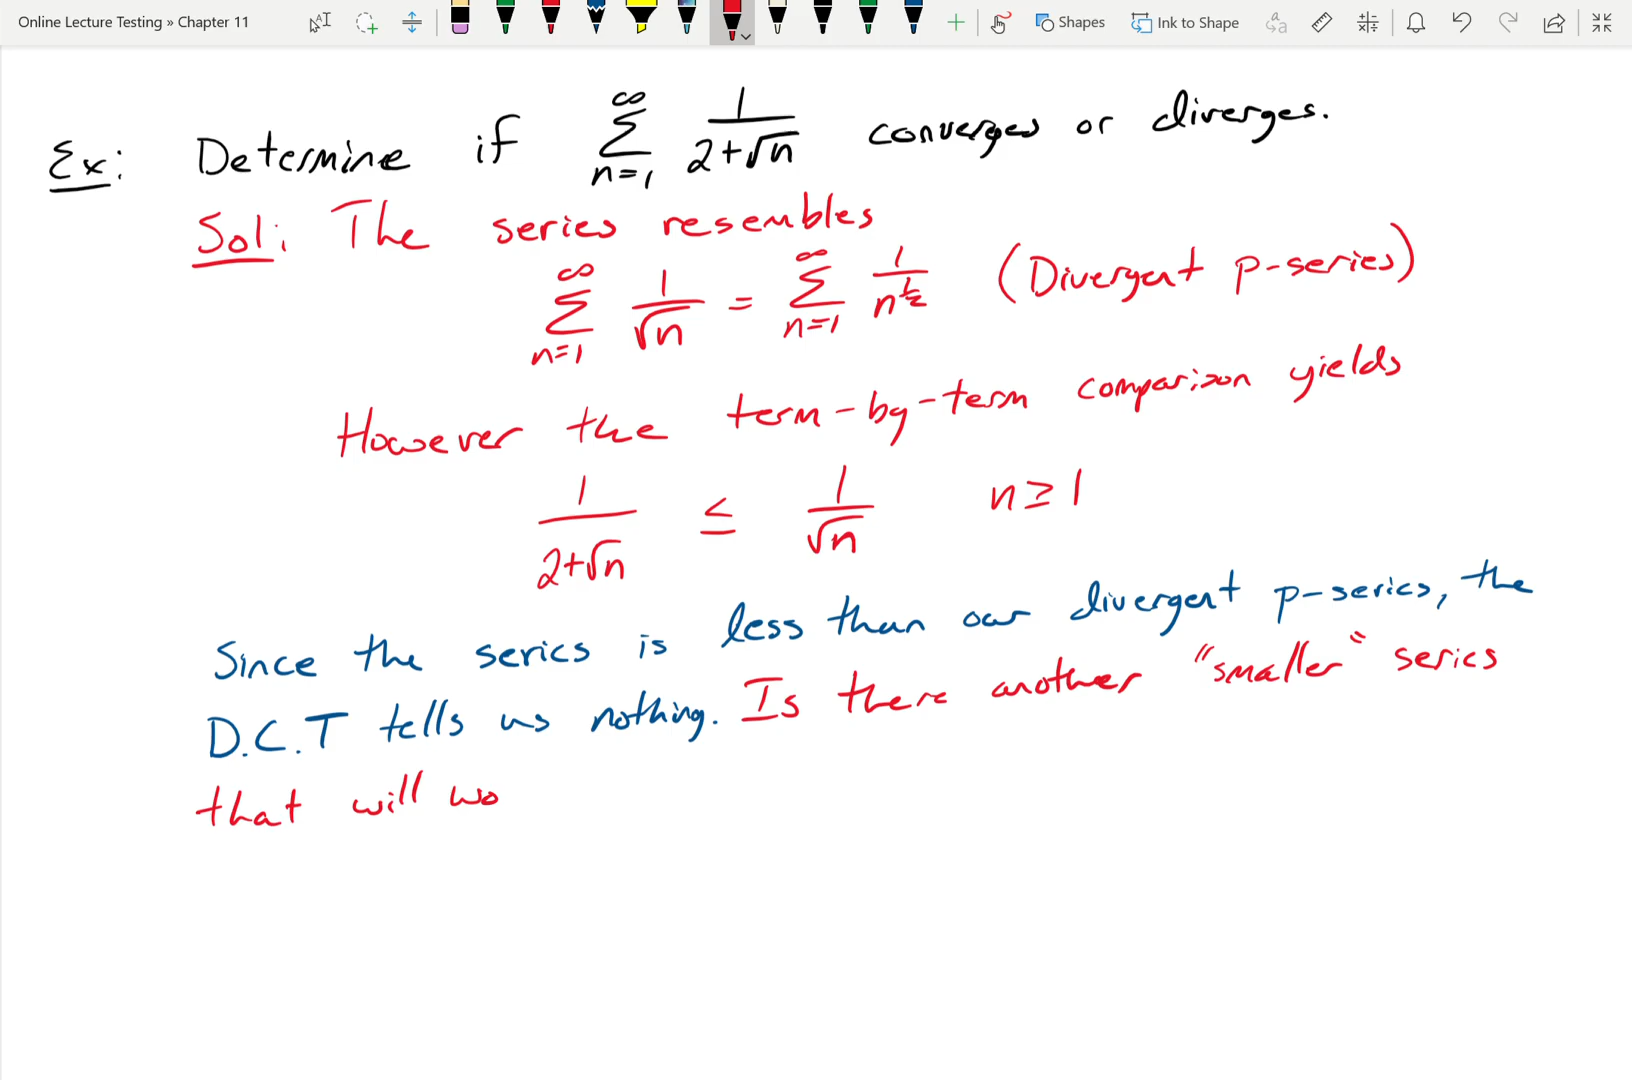 Online Lecture Testing » Chapter 11
Shapes
Ink to Shape
Ex: Determine if ∑_{n=1}^{∞} 1/(2+√n) converges or diverges.
Sol: The series resembles
∑_{n=1}^{∞} 1/√n = ∑_{n=1}^{∞} 1/n^{1/2} (Divergent p-series)
However the term-by-term comparison yields
1/(2+√n) ≤ 1/√n n≥1
Since the series is less than our divergent p-series, the
D.C.T tells us nothing. Is there another "smaller" series
that will wo